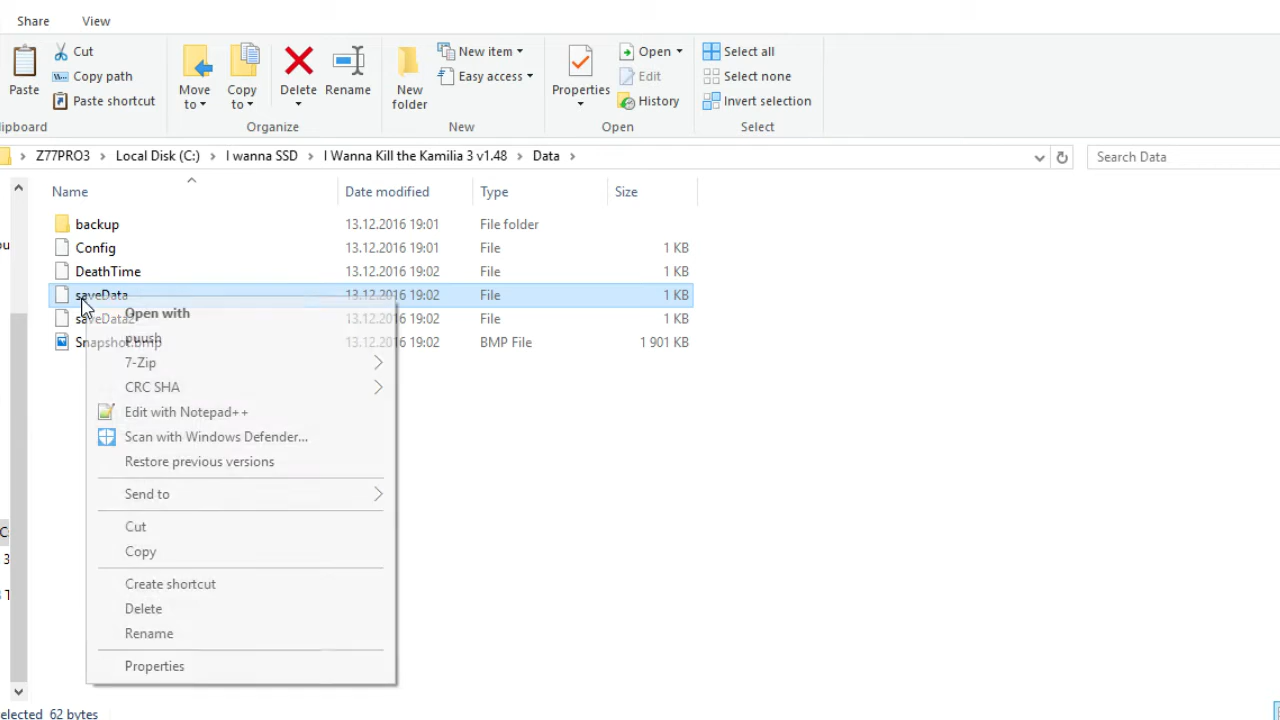 Share View
Paste
Cut
Copy path
Paste shortcut
Move to
Copy to
Delete
Rename
New folder
New item
Easy access
Properties
Open
Edit
History
Select all
Select none
Invert selection
lipboard
Organize
New
Open
Select
Z77PRO3 > Local Disk (C:) > I wanna SSD > I Wanna Kill the Kamilia 3 v1.48 > Data >
Search Data
Name Date modified Type Size
backup 13.12.2016 19:01 File folder
Config 13.12.2016 19:01 File 1 KB
DeathTime 13.12.2016 19:02 File 1 KB
saveData 13.12.2016 19:02 File 1 KB
saveData2 13.12.2016 19:02 File 1 KB
Snapshot.bmp 13.12.2016 19:02 BMP File 1 901 KB
Open with
puush
7-Zip
CRC SHA
Edit with Notepad++
Scan with Windows Defender...
Restore previous versions
Send to
Cut
Copy
Create shortcut
Delete
Rename
Properties
elected 62 bytes